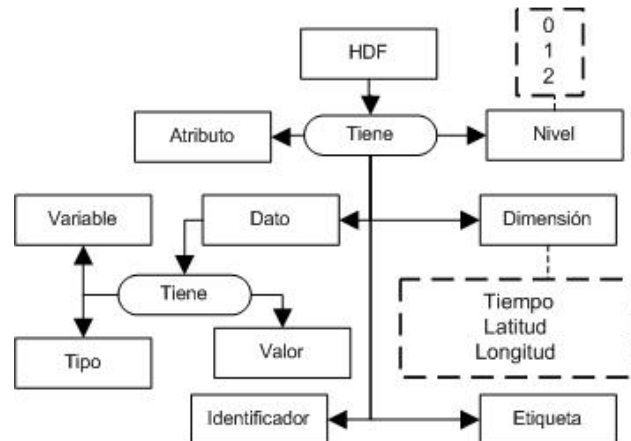 0
1
2
HDF
Atributo
Tiene
Nivel
Variable
Dato
Dimensión
Tiene
Tiempo
Latitud
Longitud
Tipo
Valor
Identificador
Etiqueta